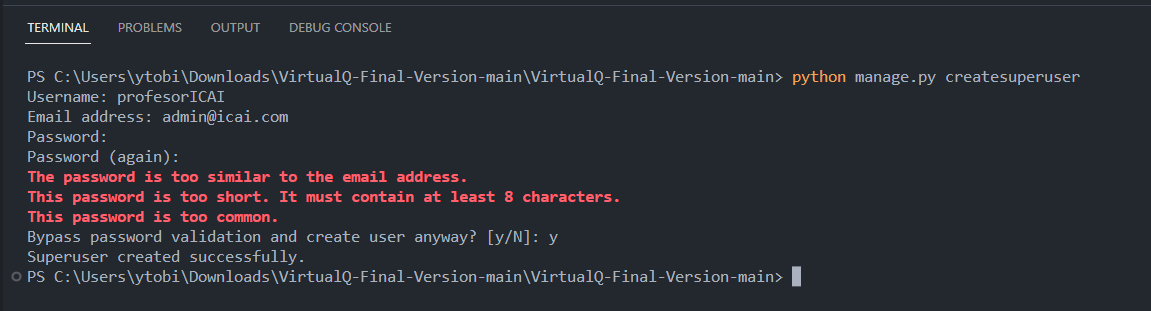 TERMINAL PROBLEMS OUTPUT DEBUG CONSOLE
PS C:\Users\ytobi\Downloads\VirtualQ-Final-Version-main\VirtualQ-Final-Version-main> python manage.py createsuperuser
Username: profesorICAI
Email address: admin@icai.com
Password:
Password (again):
The password is too similar to the email address.
This password is too short. It must contain at least 8 characters.
This password is too common.
Bypass password validation and create user anyway? [y/N]: y
Superuser created successfully.
PS C:\Users\ytobi\Downloads\VirtualQ-Final-Version-main\VirtualQ-Final-Version-main>